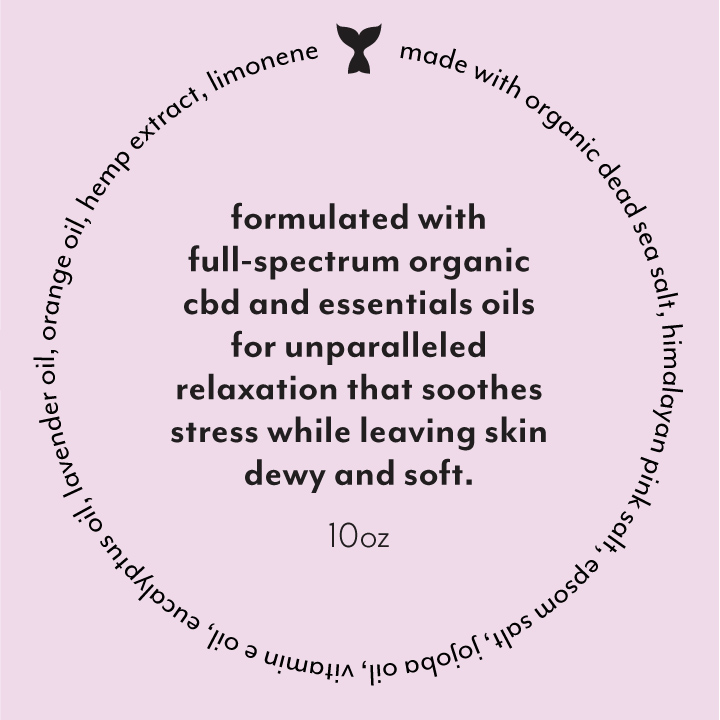 made with organic dead sea salt, himalayan pink salt, epsom salt, jojoba oil, vitamin e oil, eucalyptus oil, lavender oil, orange oil, hemp extract, limonene
formulated with
full-spectrum organic
cbd and essentials oils
for unparalleled
relaxation that soothes
stress while leaving skin
dewy and soft.
10oz